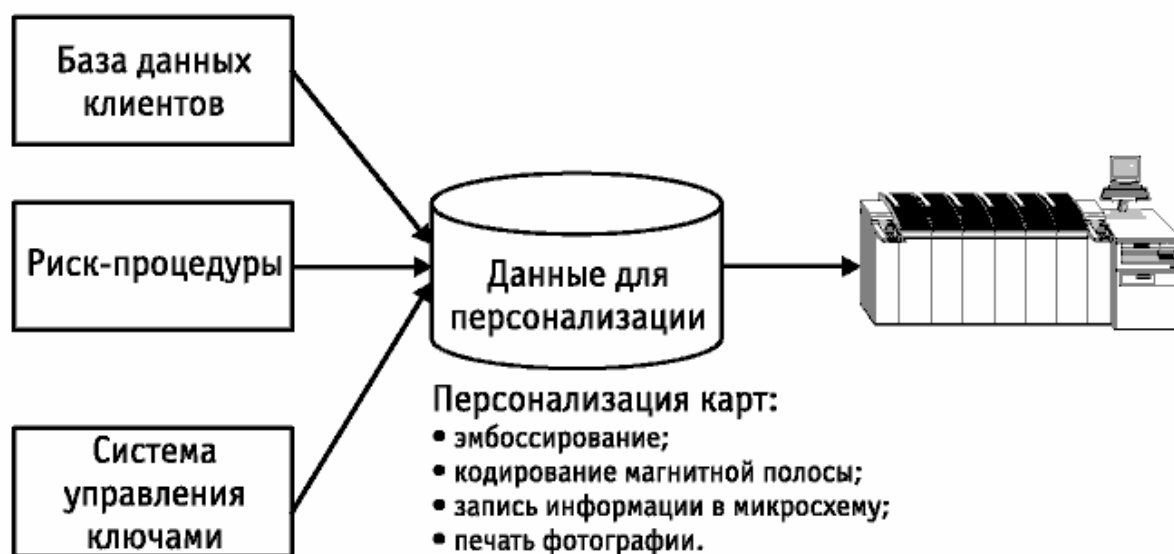 База данных
клиентов
Риск-процедуры
Система
управления
ключами
Данные для
персонализации
Персонализация карт:
• эмбоссирование;
• кодирование магнитной полосы;
• запись информации в микросхему;
• печать фотографии.